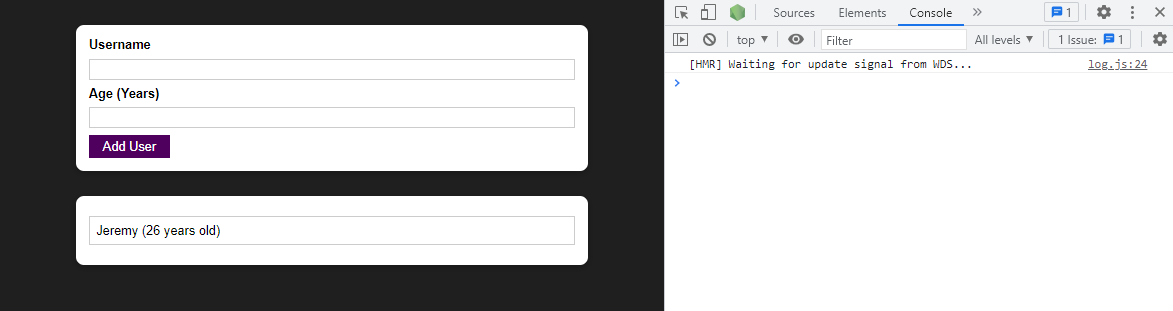 Username
Age (Years)
Add User
Jeremy (26 years old)
Sources Elements Console » 1
top ▼ Filter All levels ▼ 1 Issue: 1
[HMR] Waiting for update signal from WDS... log.js:24
>